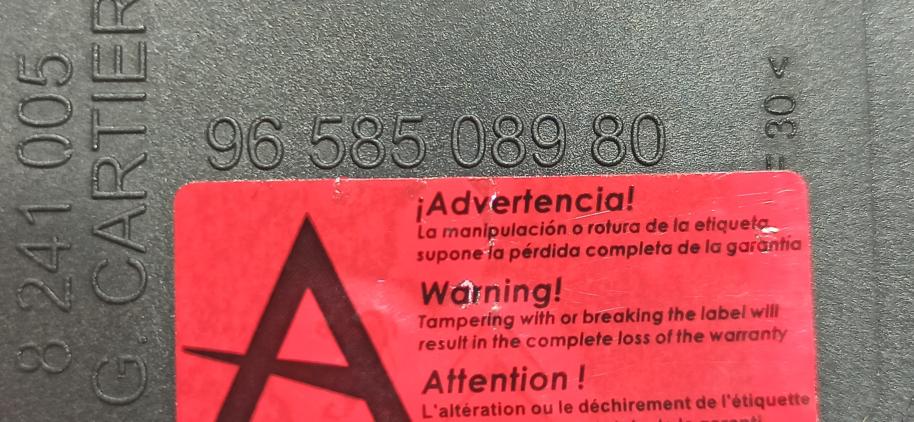 8 241 005
G. CARTIER
96 585 089 80
30 <
¡Advertencia!
La manipulación o rotura de la etiqueta
supone la pérdida completa de la garantía
Warning!
Tampering with or breaking the label will
result in the complete loss of the warranty
Attention !
L'altération ou le déchirement de l'étiquette
A